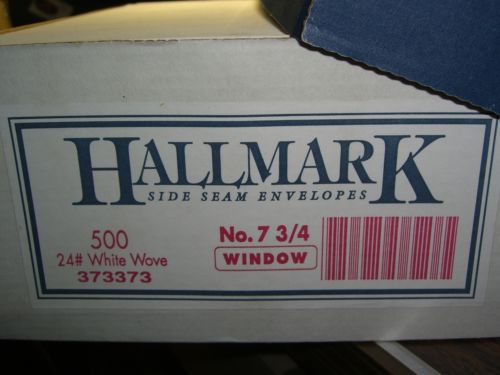 HALLMARK
SIDE SEAM ENVELOPES
500
24# White Wove
373373
No. 7 3/4
WINDOW